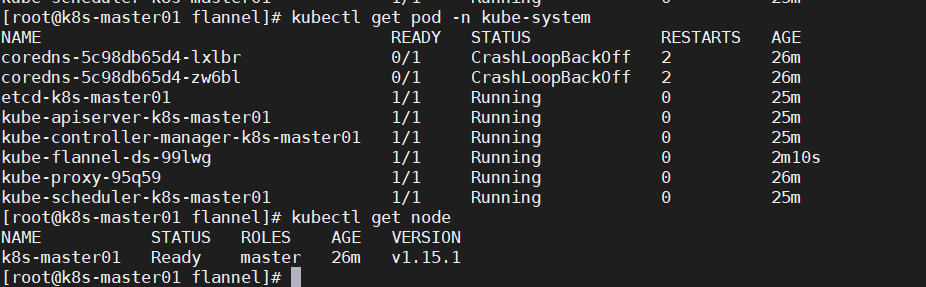 [root@k8s-master01 flannel]# kubectl get pod -n kube-system
NAME READY STATUS RESTARTS AGE
coredns-5c98db65d4-lxlbr 0/1 CrashLoopBackOff 2 26m
coredns-5c98db65d4-zw6bl 0/1 CrashLoopBackOff 2 26m
etcd-k8s-master01 1/1 Running 0 25m
kube-apiserver-k8s-master01 1/1 Running 0 25m
kube-controller-manager-k8s-master01 1/1 Running 0 25m
kube-flannel-ds-99lwg 1/1 Running 0 2m10s
kube-proxy-95q59 1/1 Running 0 26m
kube-scheduler-k8s-master01 1/1 Running 0 25m
[root@k8s-master01 flannel]# kubectl get node
NAME STATUS ROLES AGE VERSION
k8s-master01 Ready master 26m v1.15.1
[root@k8s-master01 flannel]#